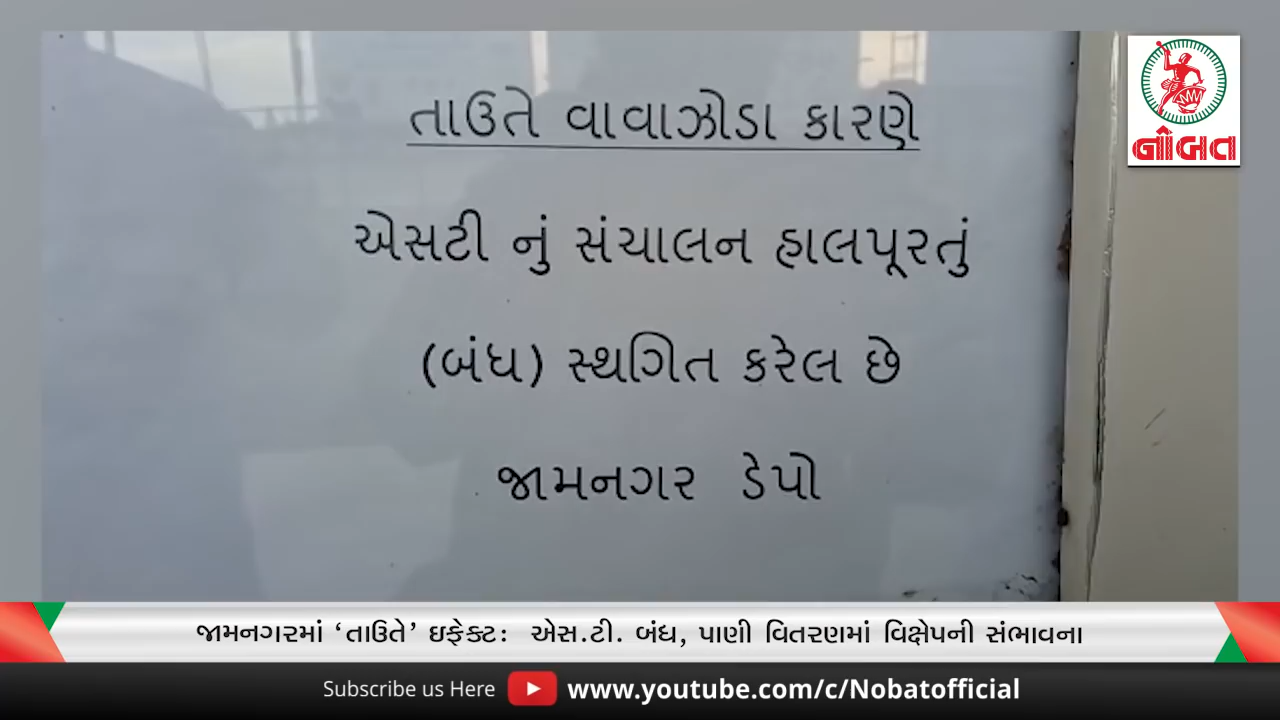 તાઉતે વાવાઝોડા કારણે
એસટી નું સંચાલન હાલપૂરતું
(બંધ) સ્થગિત કરેલ છે
જામનગર ડેપો
નોબત
જામનગરમાં ‘તાઉતે’ ઇફેક્ટ: એસ.ટી. બંધ, પાણી વિતરણમાં વિક્ષેપની સંભાવના
Subscribe us Here www.youtube.com/c/Nobatofficial